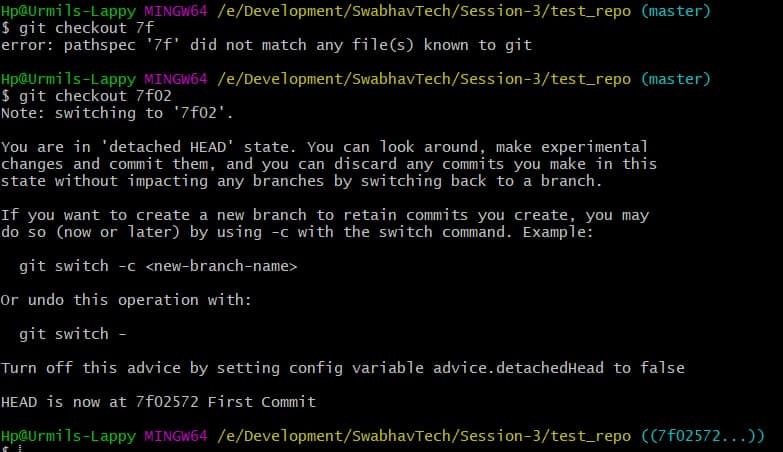 Hp@Urmils-Lappy MINGW64 /e/Development/SwabhavTech/Session-3/test_repo (master)
$ git checkout 7f
error: pathspec '7f' did not match any file(s) known to git
Hp@Urmils-Lappy MINGW64 /e/Development/SwabhavTech/Session-3/test_repo (master)
$ git checkout 7f02
Note: switching to '7f02'.
You are in 'detached HEAD' state. You can look around, make experimental
changes and commit them, and you can discard any commits you make in this
state without impacting any branches by switching back to a branch.
If you want to create a new branch to retain commits you create, you may
do so (now or later) by using -c with the switch command. Example:
git switch -c <new-branch-name>
Or undo this operation with:
git switch -
Turn off this advice by setting config variable advice.detachedHead to false
HEAD is now at 7f02572 First Commit
Hp@Urmils-Lappy MINGW64 /e/Development/SwabhavTech/Session-3/test_repo ((7f02572...))
$